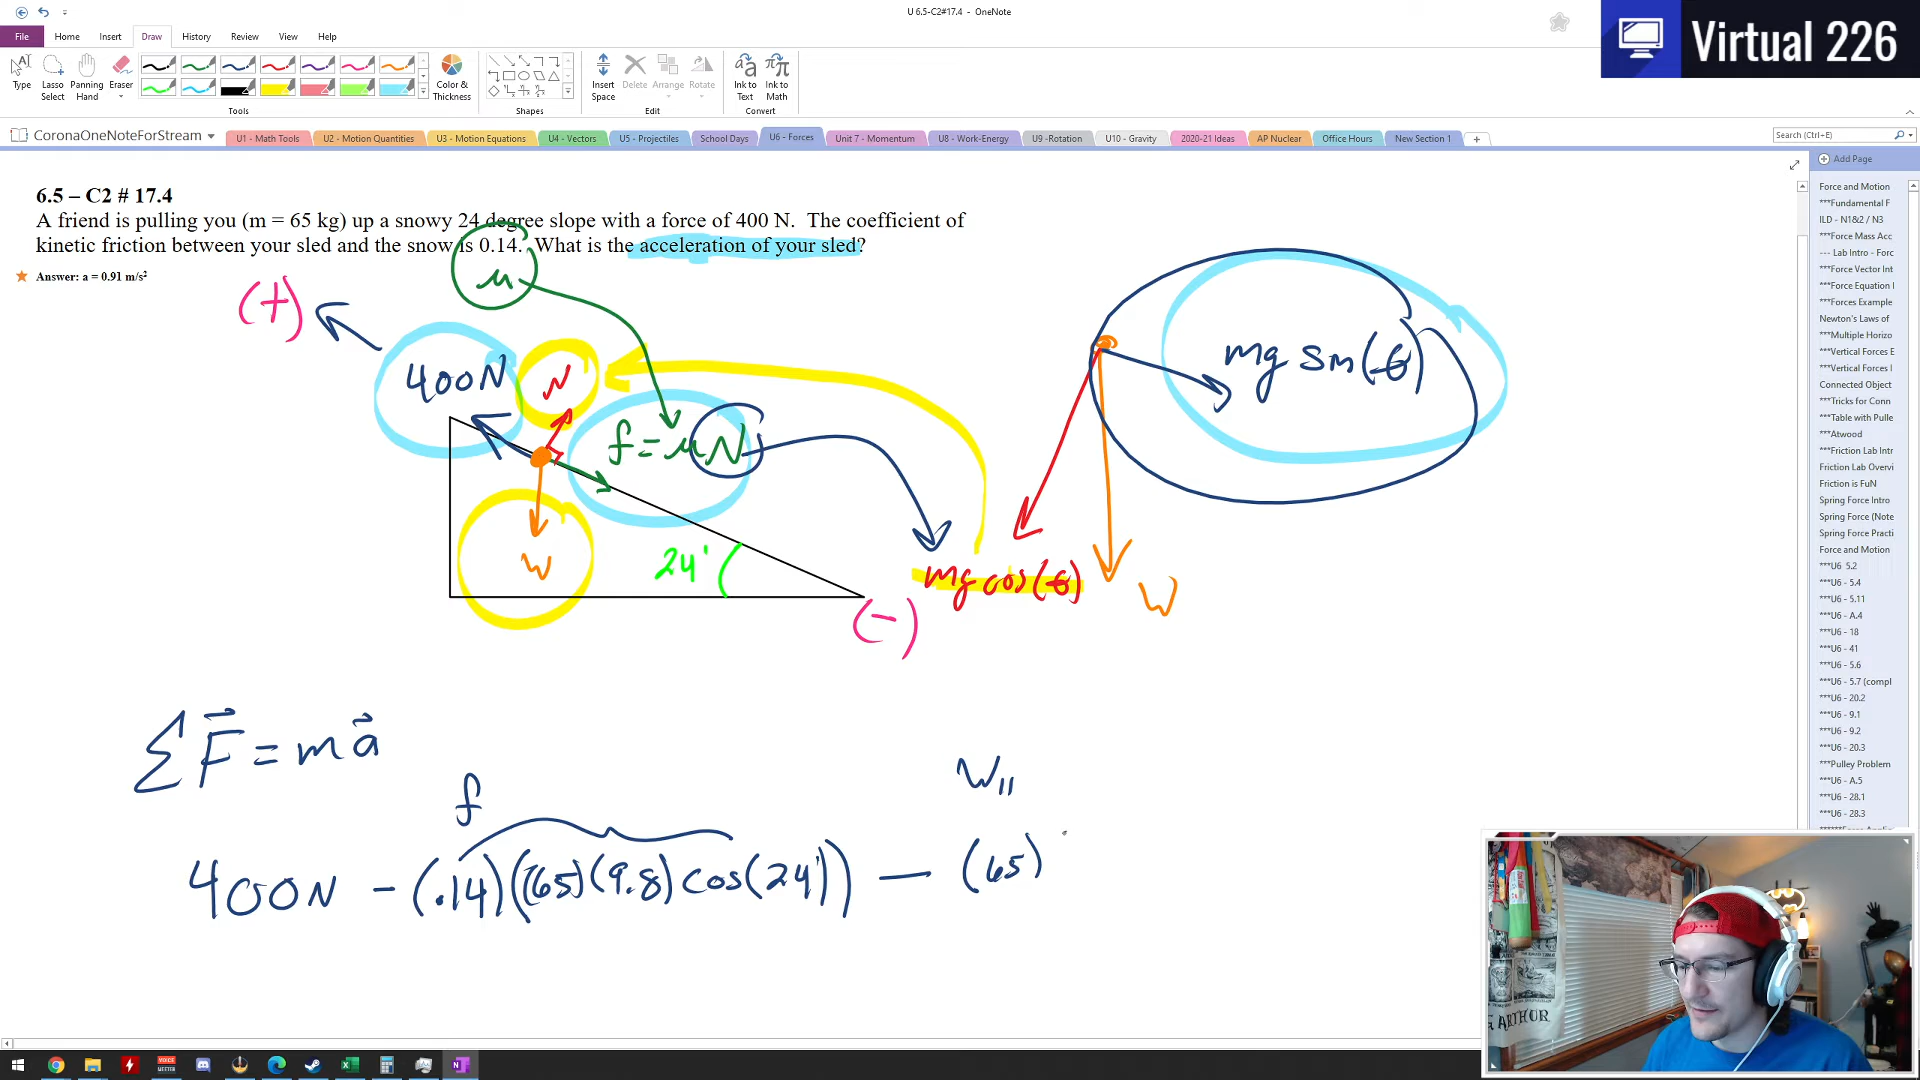 U 6.5-C2#17.4 - OneNote
Virtual 226
File Home Insert Draw History Review View Help
Type Lasso Select Panning Hand Eraser Color & Thickness Insert Space Delete Arrange Rotate Ink to Text Ink to Math
Tools Shapes Edit Convert
CoronaOneNoteForStream U1 - Math Tools U2 - Motion Quantities U3 - Motion Equations U4 - Vectors U5 - Projectiles School Days U6 - Forces Unit 7 - Momentum U8 - Work-Energy U9 -Rotation U10 - Gravity 2020-21 Ideas AP Nuclear Office Hours New Section 1 Search (Ctrl+E)
6.5 – C2 # 17.4
A friend is pulling you (m = 65 kg) up a snowy 24 degree slope with a force of 400 N. The coefficient of
kinetic friction between your sled and the snow is 0.14. What is the acceleration of your sled?
Answer: a = 0.91 m/s²
μ
(+)
400N
N
f = μN
W
24°
(-)
mg sin(θ)
mg cos(θ)
W
ΣF = ma
f
W||
400N - (.14)((65)(9.8)cos(24°)) — (65)
Add Page
Force and Motion
***Fundamental F
ILD - N1&2 / N3
***Force Mass Acc
--- Lab Intro - Forc
***Force Vector Int
***Force Equation I
***Forces Example
Newton's Laws of
***Multiple Horizo
***Vertical Forces E
***Vertical Forces I
Connected Object
***Tricks for Conn
***Table with Pulle
***Atwood
***Friction Lab Intr
Friction Lab Overvi
Friction is FuN
Spring Force Intro
Spring Force (Note
Spring Force Practi
Force and Motion
***U6 5.2
***U6 - 5.4
***U6 - 5.11
***U6 - A.4
***U6 - 18
***U6 - 41
***U6 - 5.6
***U6 - 5.7 (compl
***U6 - 20.2
***U6 - 9.1
***U6 - 9.2
***U6 - 20.3
***Pulley Problem
***U6 - A.5
***U6 - 28.1
***U6 - 28.3
ARTHOR
VOICE
MEETER